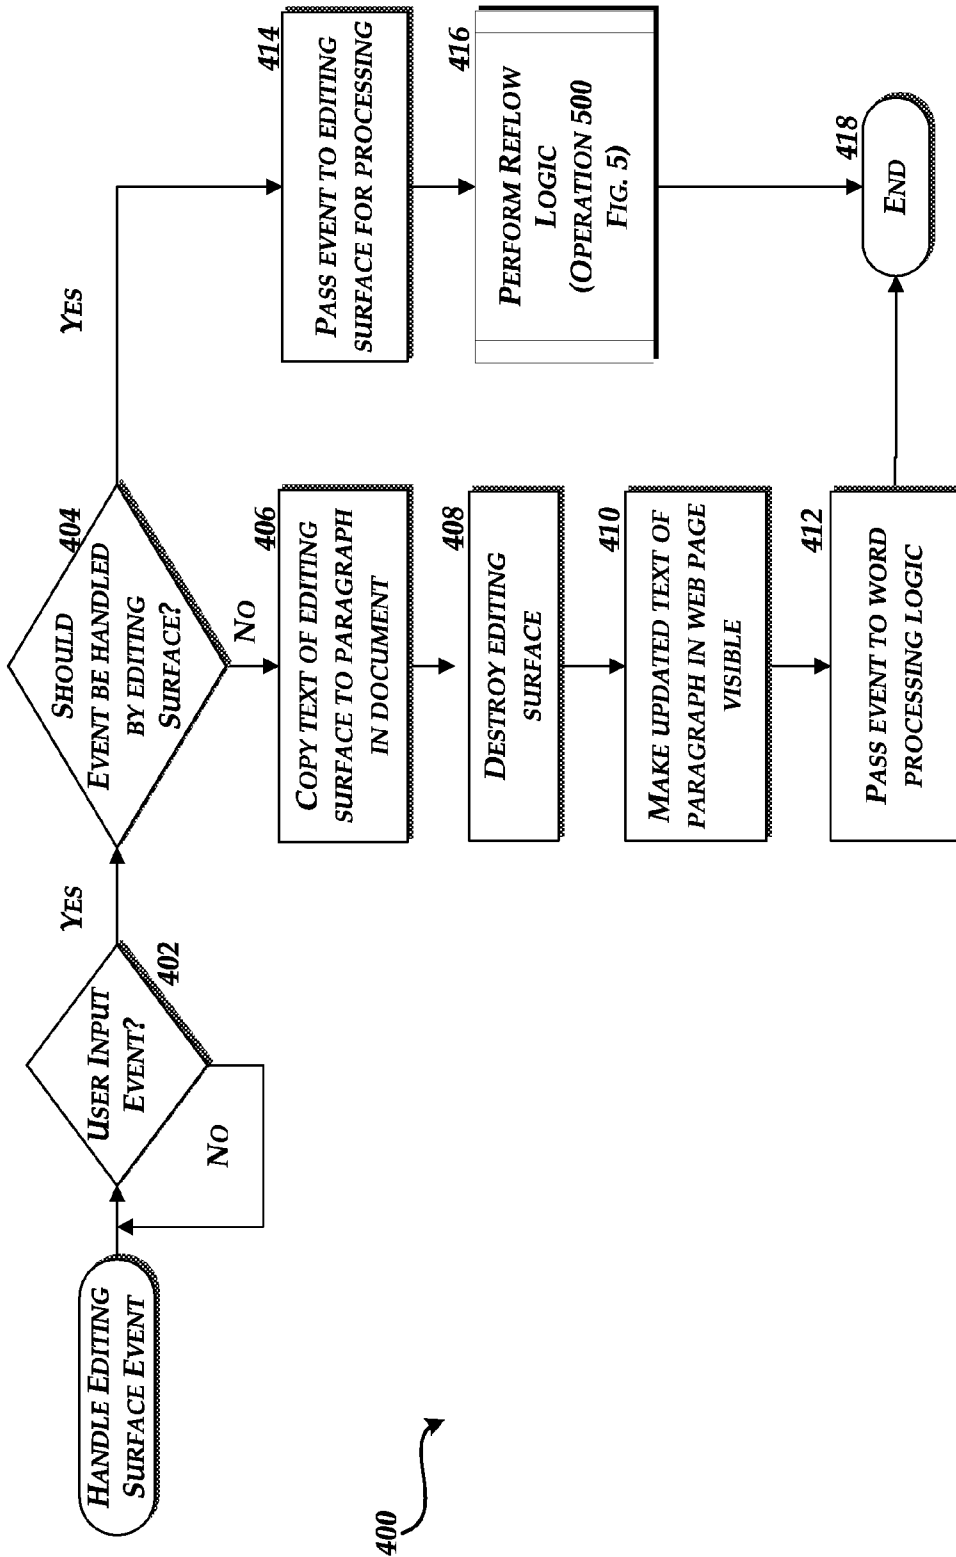 HANDLE EDITING
SURFACE EVENT
USER INPUT
EVENT?
402
NO
YES
SHOULD
EVENT BE HANDLED
BY EDITING
SURFACE?
404
YES
NO
COPY TEXT OF EDITING
SURFACE TO PARAGRAPH
IN DOCUMENT
406
DESTROY EDITING
SURFACE
408
MAKE UPDATED TEXT OF
PARAGRAPH IN WEB PAGE
VISIBLE
410
PASS EVENT TO WORD
PROCESSING LOGIC
412
PASS EVENT TO EDITING
SURFACE FOR PROCESSING
414
PERFORM REFLOW
LOGIC
(OPERATION 500
FIG. 5)
416
END
418
400